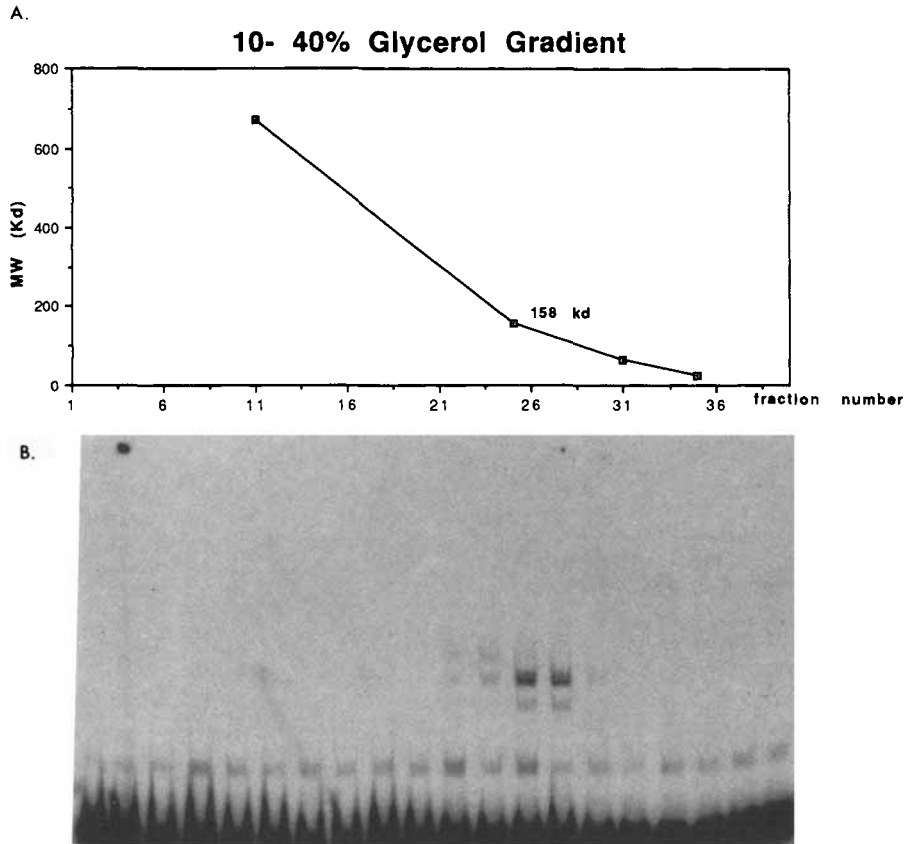 A.
10- 40% Glycerol Gradient
800
600
400
200
0
MW (Kd)
158 kd
1 6 11 16 21 26 31 36 fraction number
B.